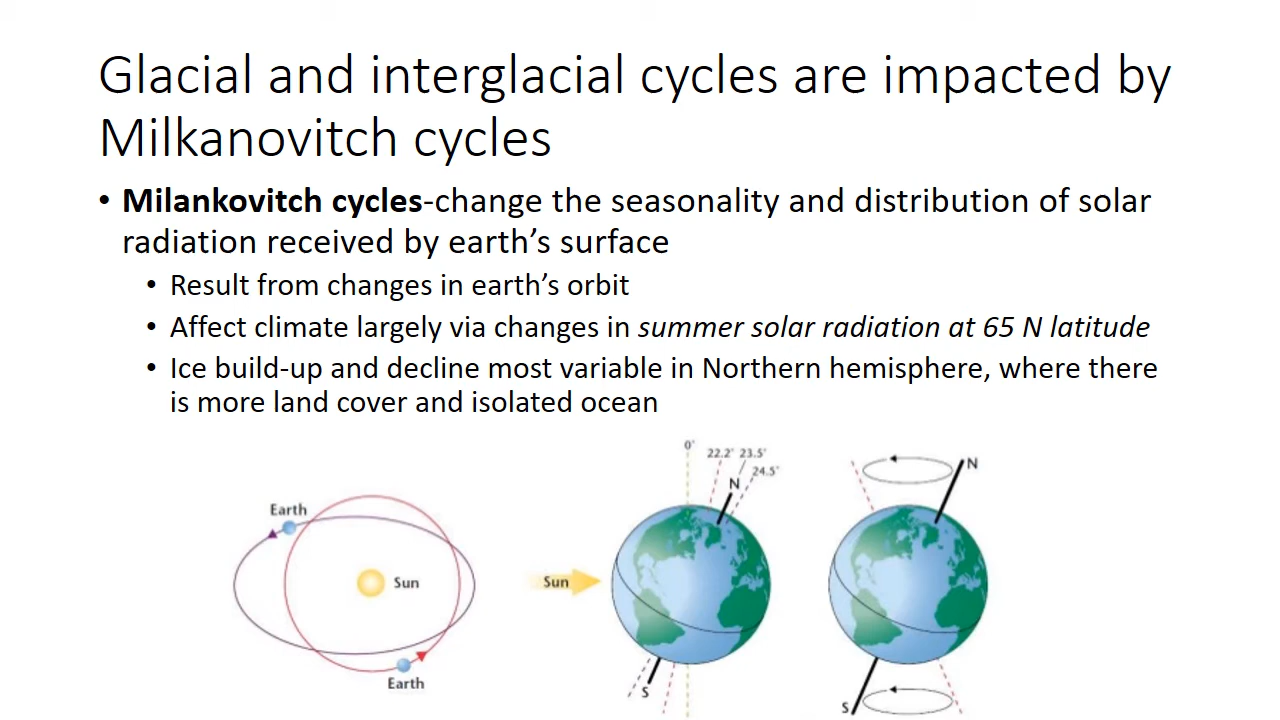 Glacial and interglacial cycles are impacted by
Milkanovitch cycles
• Milankovitch cycles-change the seasonality and distribution of solar
radiation received by earth's surface
• Result from changes in earth's orbit
• Affect climate largely via changes in summer solar radiation at 65 N latitude
• Ice build-up and decline most variable in Northern hemisphere, where there
is more land cover and isolated ocean
Earth
Sun
Earth
Sun
0°
22.2° 23.5°
24.5°
N
S
N
S